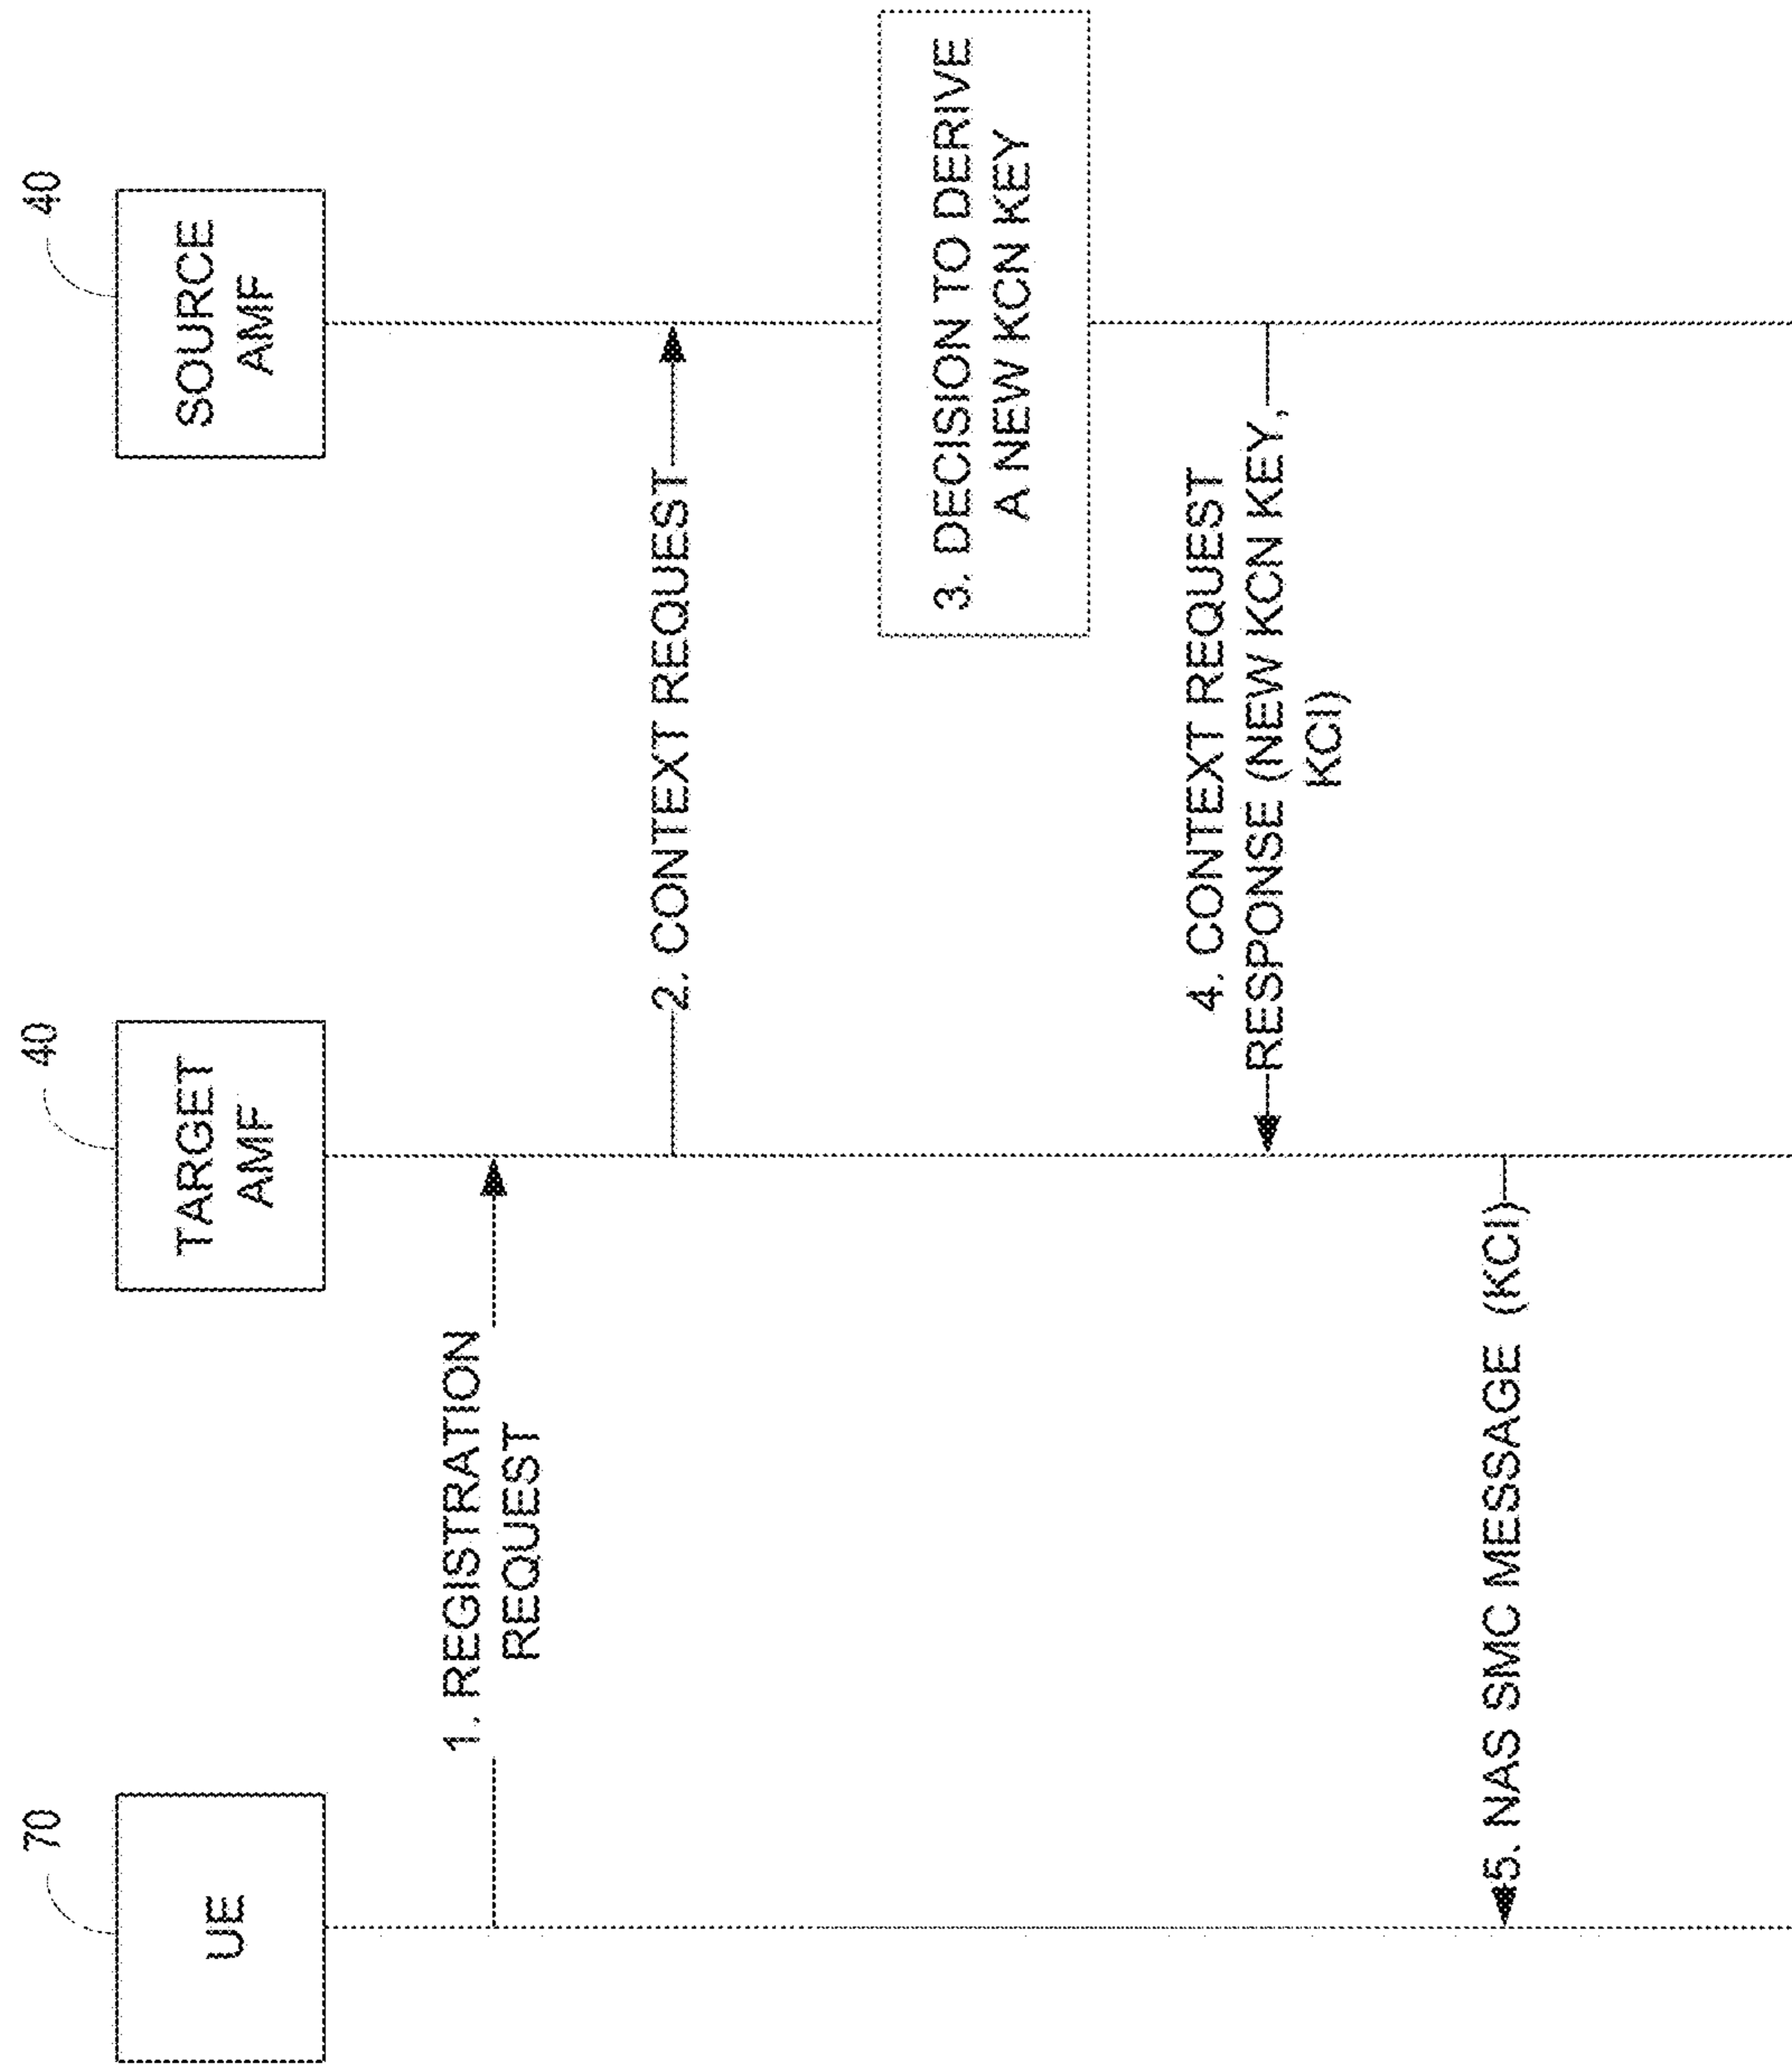 70
UE
40
TARGET
AMF
40
SOURCE
AMF
1. REGISTRATION
REQUEST
2. CONTEXT REQUEST
3. DECISION TO DERIVE
A NEW KCN KEY
4. CONTEXT REQUEST
RESPONSE (NEW KCN KEY,
KCI)
5. NAS SMC MESSAGE (KCI)